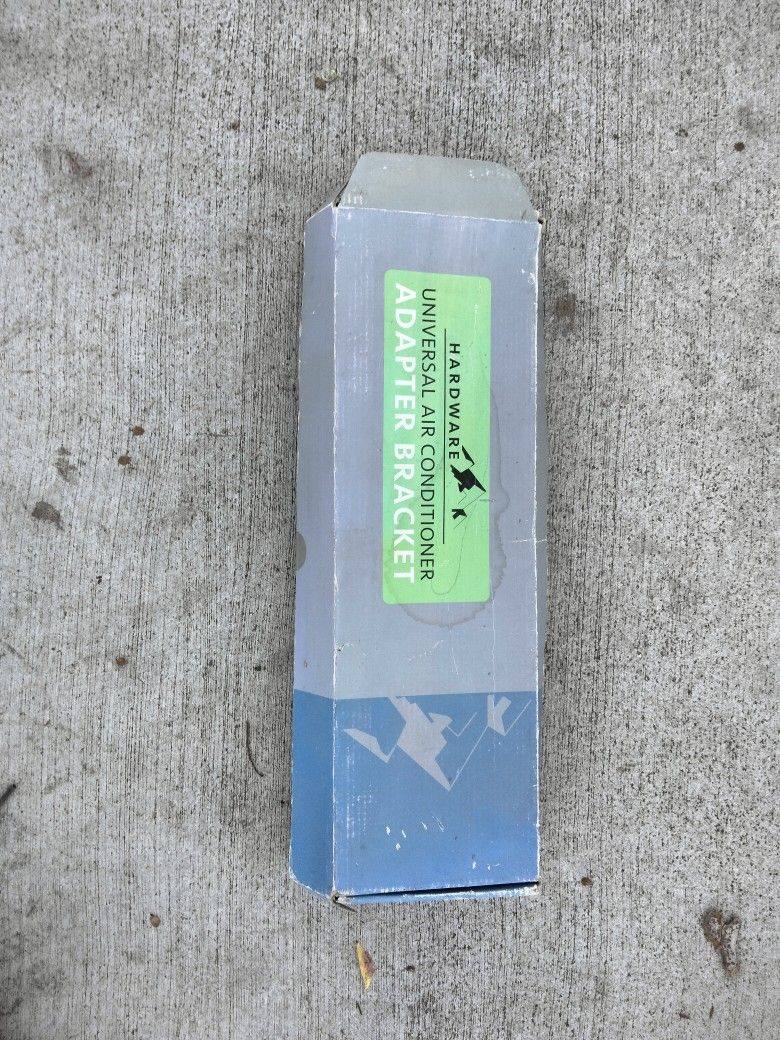 HARDWARE K
UNIVERSAL AIR CONDITIONER
ADAPTER BRACKET